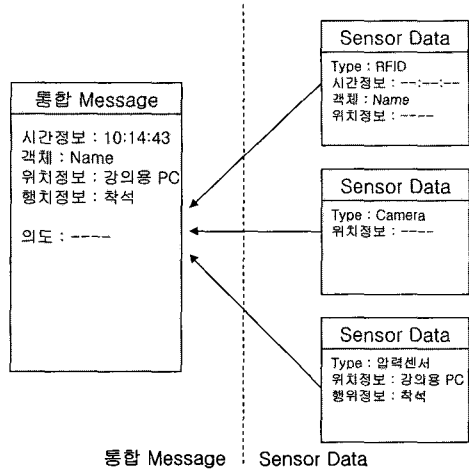 통합 Message
시간정보 : 10:14:43
객체 : Name
위치정보 : 강의용 PC
행치정보 : 착석
의도 : ----
Sensor Data
Type : RFID
시간정보 : --:--:--
객체 : Name
위치정보 : ----
Sensor Data
Type : Camera
위치정보 : ----
Sensor Data
Type : 압력센서
위치정보 : 강의용 PC
행위정보 : 착석
통합 Message
Sensor Data